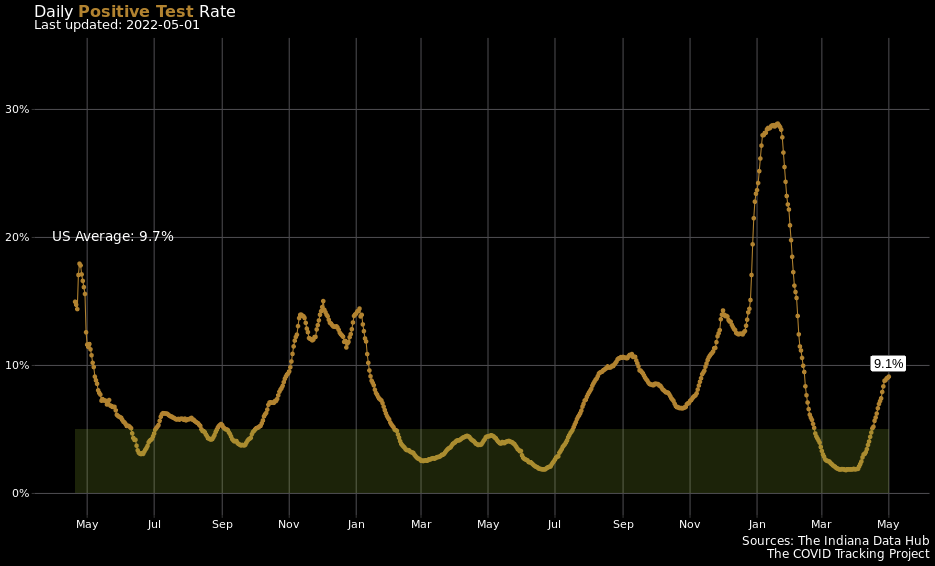 Daily Positive Test Rate
Last updated: 2022-05-01
30%
US Average: 9.7%
20%
9.1%
10%
0%
May Jul Sep Nov Jan Mar May Jul Sep Nov Jan Mar May
Sources: The Indiana Data Hub
The COVID Tracking Project